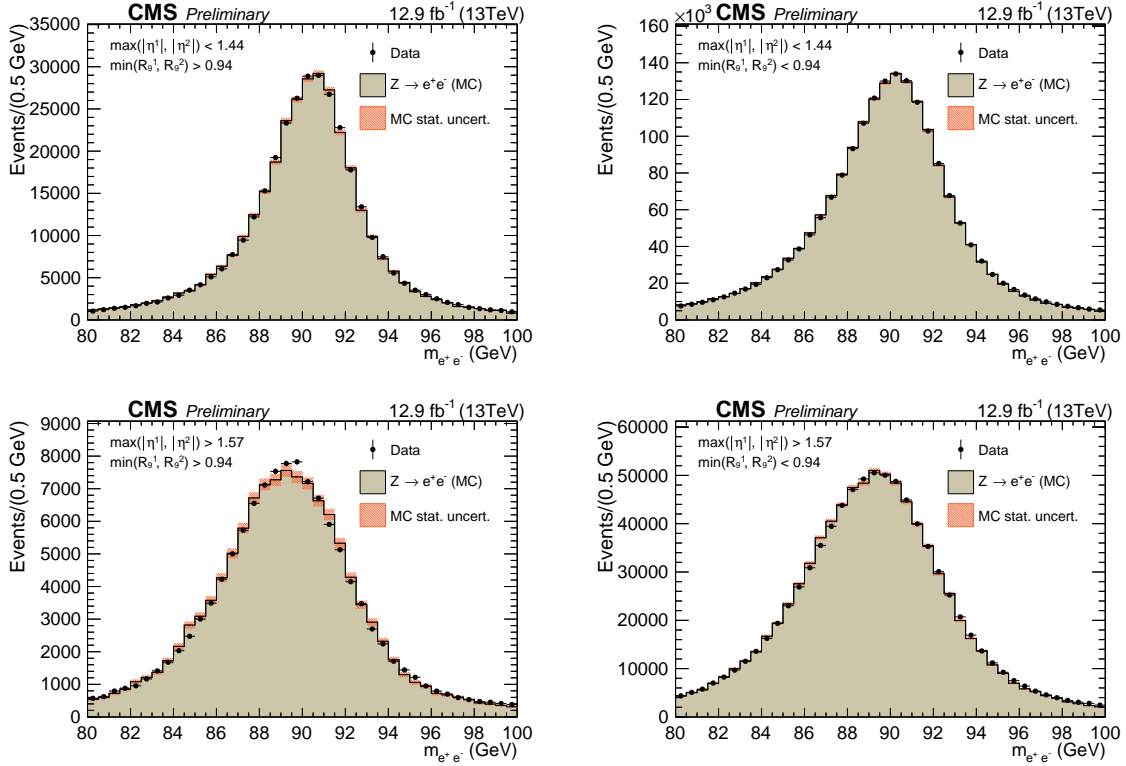 CMS Preliminary 12.9 fb⁻¹ (13TeV)
max(|η¹|, |η²|) < 1.44
min(R₉¹, R₉²) > 0.94
Data
Z → e⁺e⁻ (MC)
MC stat. uncert.
Events/(0.5 GeV)
35000
30000
25000
20000
15000
10000
5000
0
80 82 84 86 88 90 92 94 96 98 100
m e⁺ e⁻ (GeV)
×10³ CMS Preliminary 12.9 fb⁻¹ (13TeV)
max(|η¹|, |η²|) < 1.44
min(R₉¹, R₉²) < 0.94
Data
Z → e⁺e⁻ (MC)
MC stat. uncert.
Events/(0.5 GeV)
160
140
120
100
80
60
40
20
0
80 82 84 86 88 90 92 94 96 98 100
m e⁺ e⁻ (GeV)
CMS Preliminary 12.9 fb⁻¹ (13TeV)
max(|η¹|, |η²|) > 1.57
min(R₉¹, R₉²) > 0.94
Data
Z → e⁺e⁻ (MC)
MC stat. uncert.
Events/(0.5 GeV)
9000
8000
7000
6000
5000
4000
3000
2000
1000
0
80 82 84 86 88 90 92 94 96 98 100
m e⁺ e⁻ (GeV)
CMS Preliminary 12.9 fb⁻¹ (13TeV)
max(|η¹|, |η²|) > 1.57
min(R₉¹, R₉²) < 0.94
Data
Z → e⁺e⁻ (MC)
MC stat. uncert.
Events/(0.5 GeV)
60000
50000
40000
30000
20000
10000
0
80 82 84 86 88 90 92 94 96 98 100
m e⁺ e⁻ (GeV)